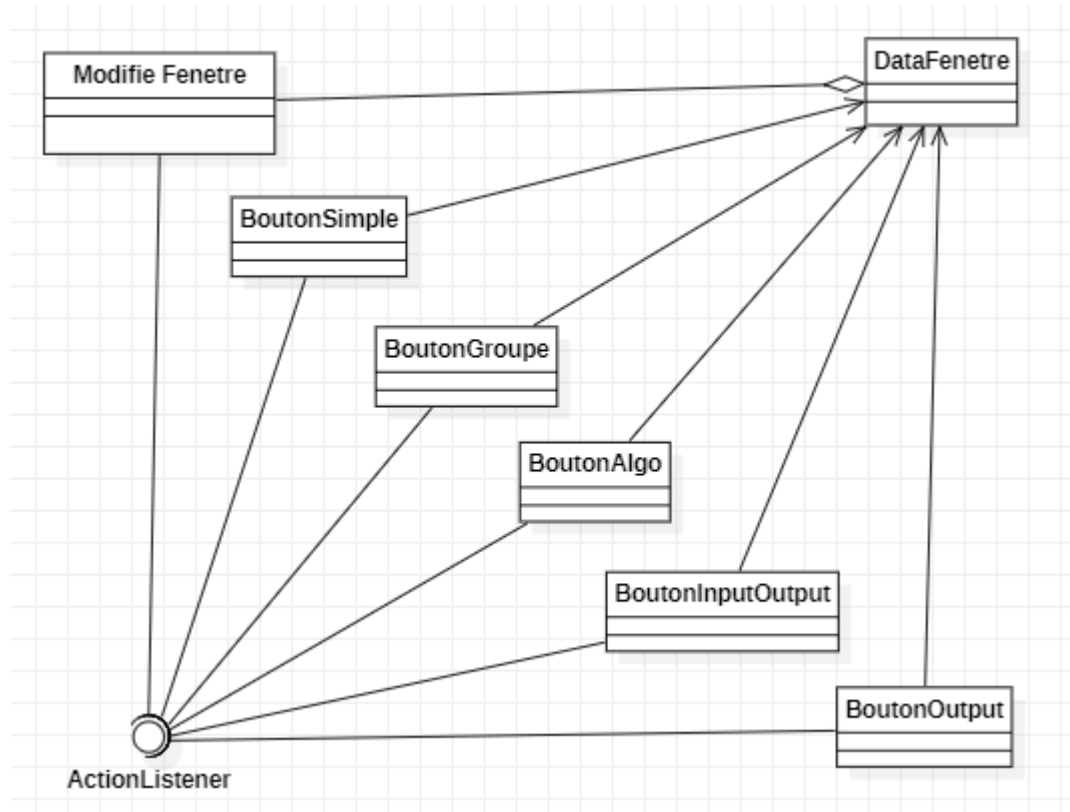 Modifie Fenetre
DataFenetre
BoutonSimple
BoutonGroupe
BoutonAlgo
BoutonInputOutput
BoutonOutput
ActionListener